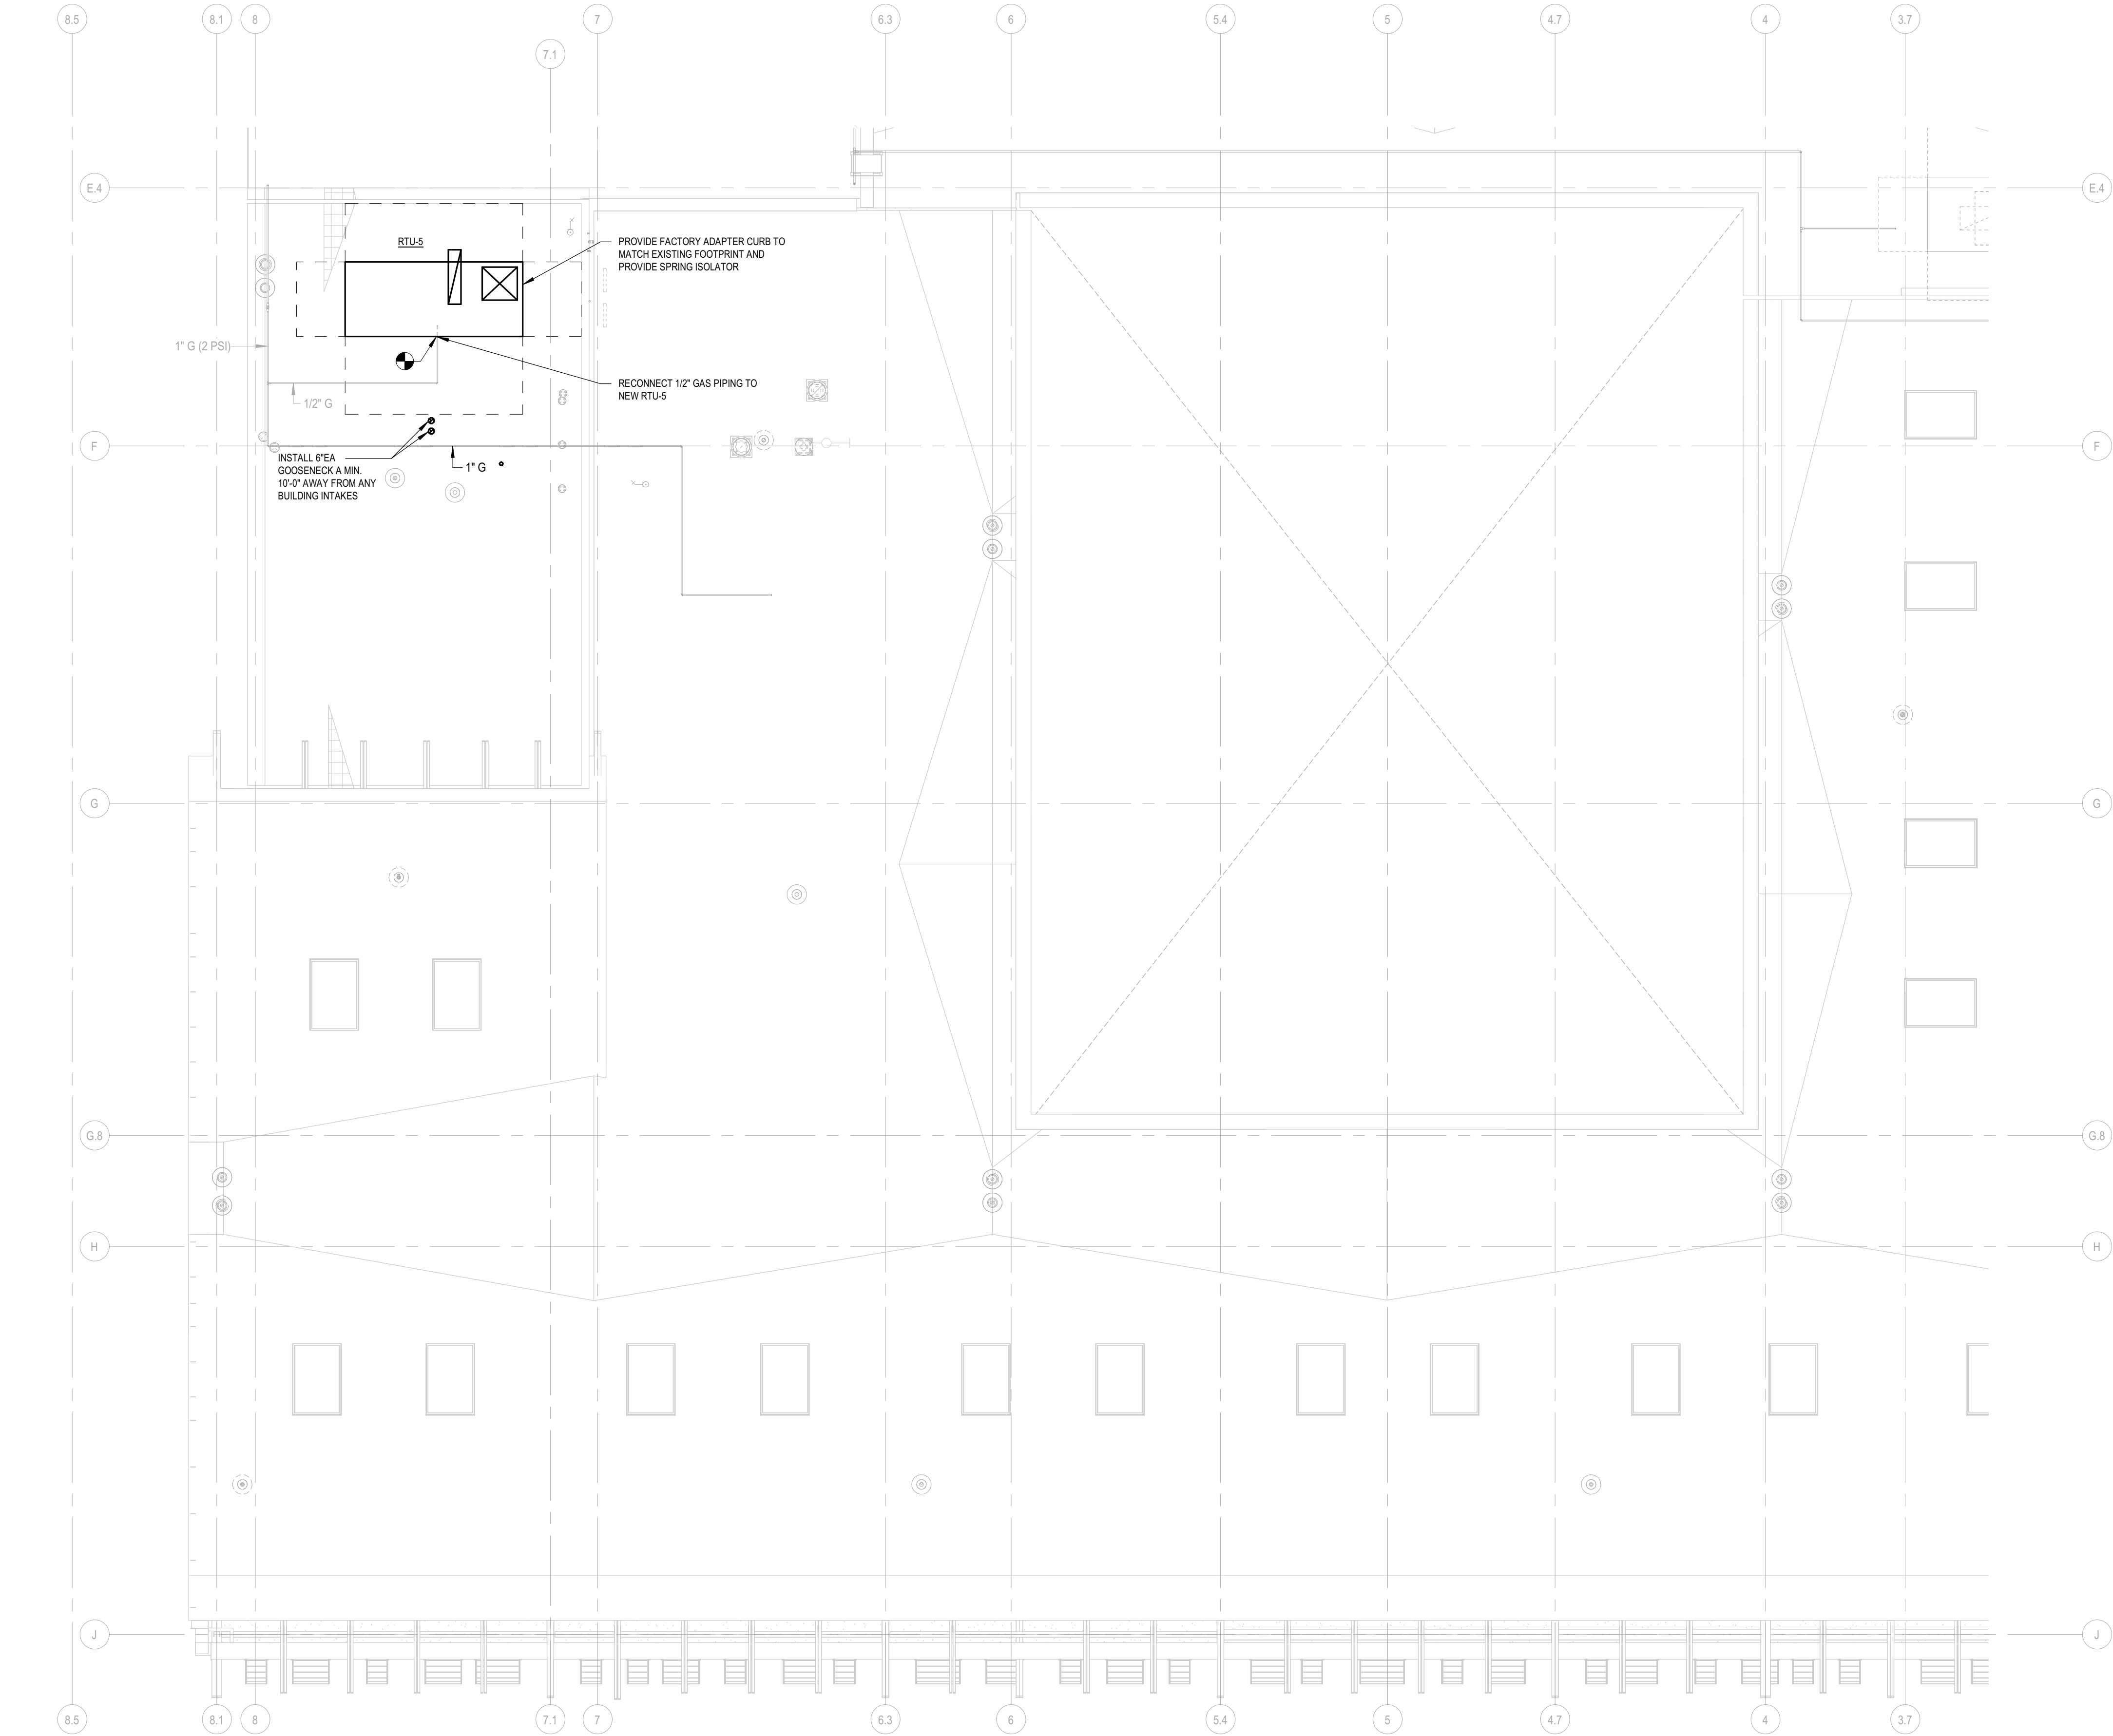 8.5
8.1
8
7
6.3
6
5.4
5
4.7
4
3.7
7.1
E.4
E.4
RTU-5
PROVIDE FACTORY ADAPTER CURB TO
MATCH EXISTING FOOTPRINT AND
PROVIDE SPRING ISOLATOR
1" G (2 PSI)
RECONNECT 1/2" GAS PIPING TO
NEW RTU-5
1/2" G
F
F
INSTALL 6"EA
GOOSENECK A MIN.
10'-0" AWAY FROM ANY
BUILDING INTAKES
1" G
G
G
G.8
G.8
H
H
J
J
8.5
8.1
8
7.1
7
6.3
6
5.4
5
4.7
4
3.7